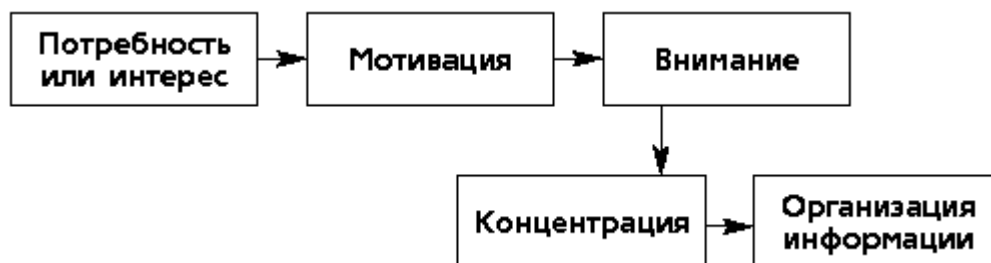 Потребность
или интерес
Мотивация
Внимание
Концентрация
Организация
информации